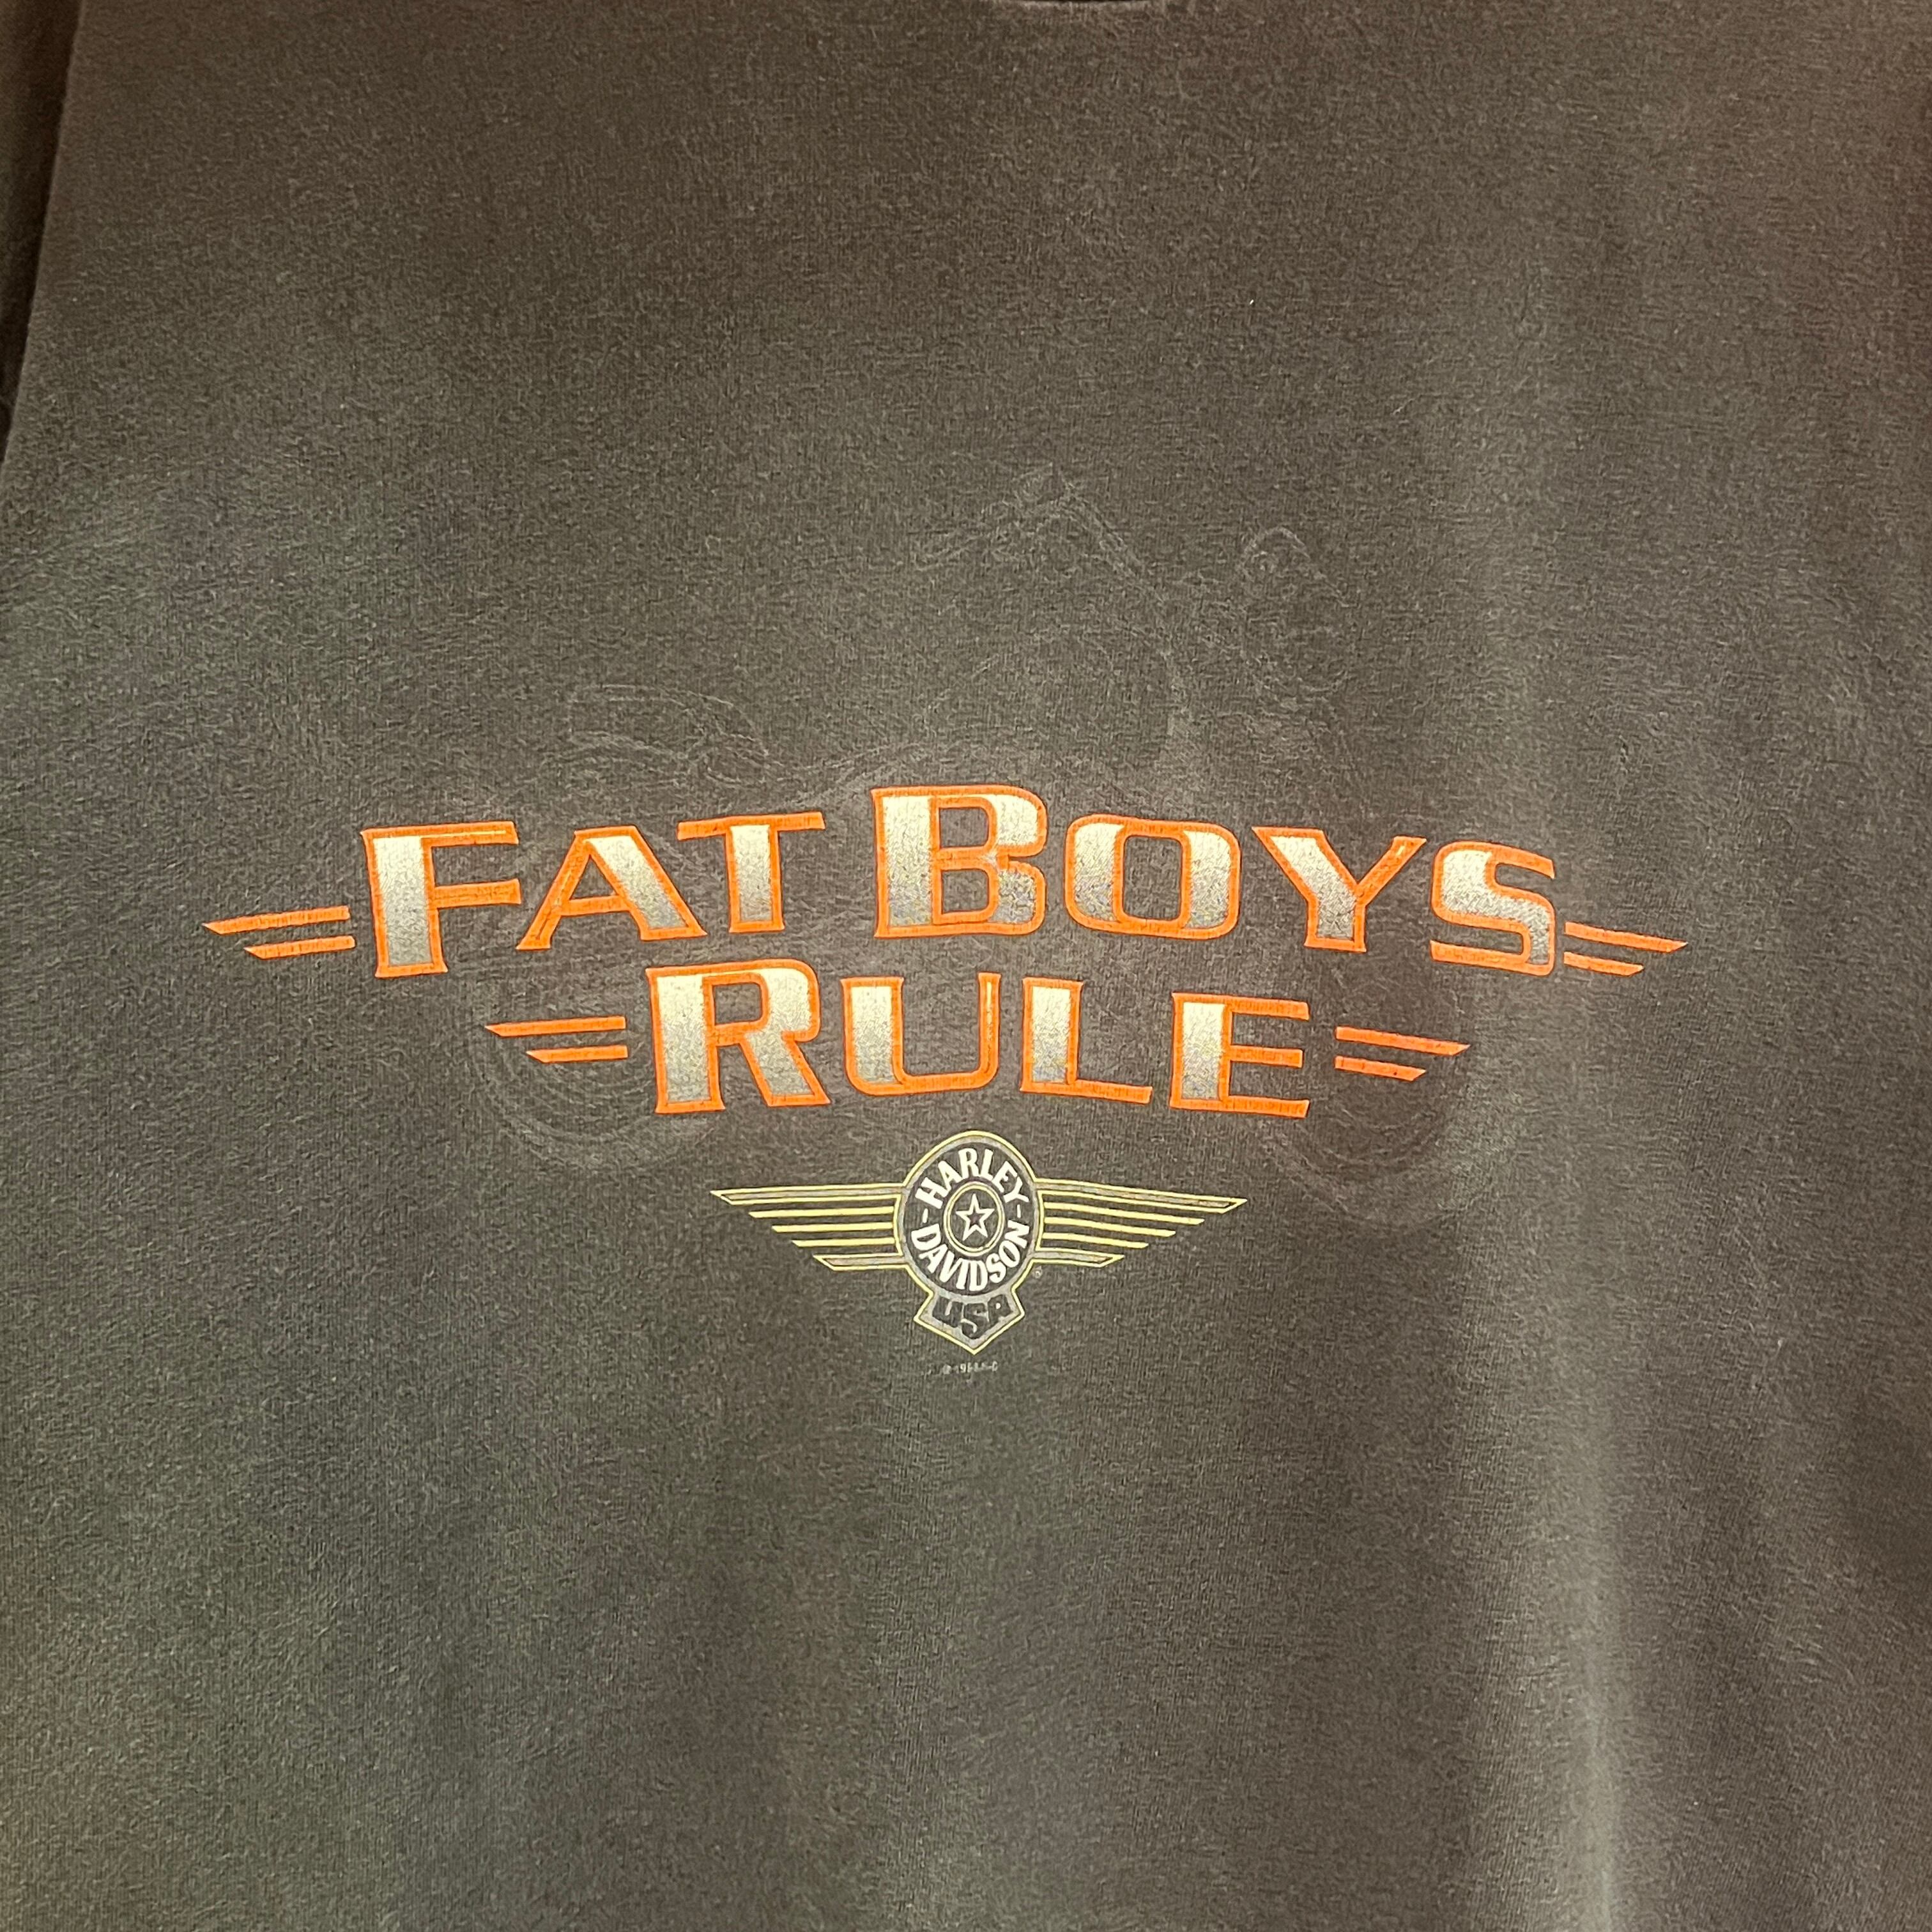 FAT BOYS
RULE
HARLEY-
DAVIDSON
USA